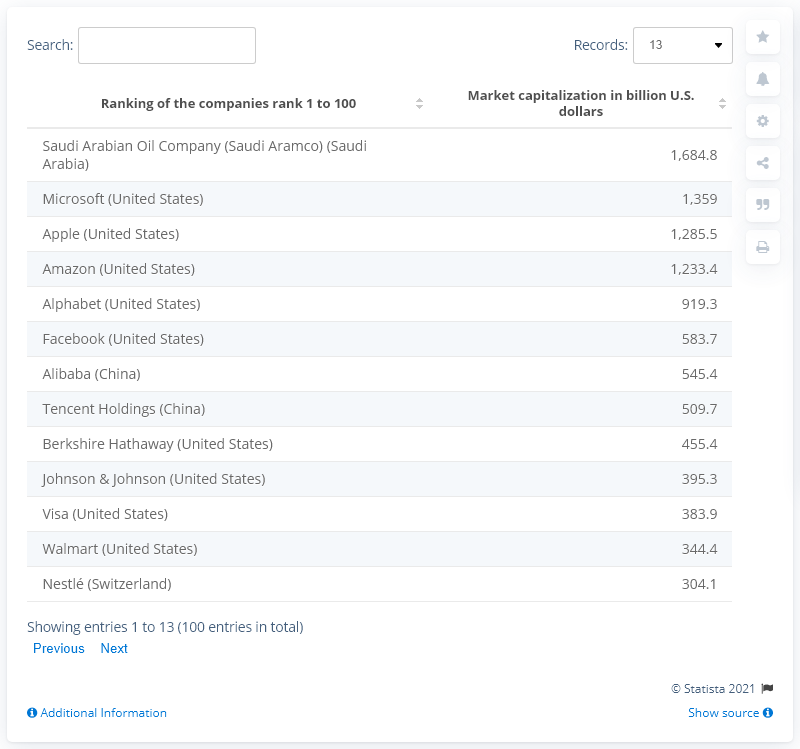 Search:
Records: 13
Ranking of the companies rank 1 to 100
Market capitalization in billion U.S.
dollars
Saudi Arabian Oil Company (Saudi Aramco) (Saudi
Arabia)
1,684.8
Microsoft (United States) 1,359
Apple (United States) 1,285.5
Amazon (United States) 1,233.4
Alphabet (United States) 919.3
Facebook (United States) 583.7
Alibaba (China) 545.4
Tencent Holdings (China) 509.7
Berkshire Hathaway (United States) 455.4
Johnson & Johnson (United States) 395.3
Visa (United States) 383.9
Walmart (United States) 344.4
Nestlé (Switzerland) 304.1
Showing entries 1 to 13 (100 entries in total)
Previous Next
© Statista 2021
Additional Information Show source